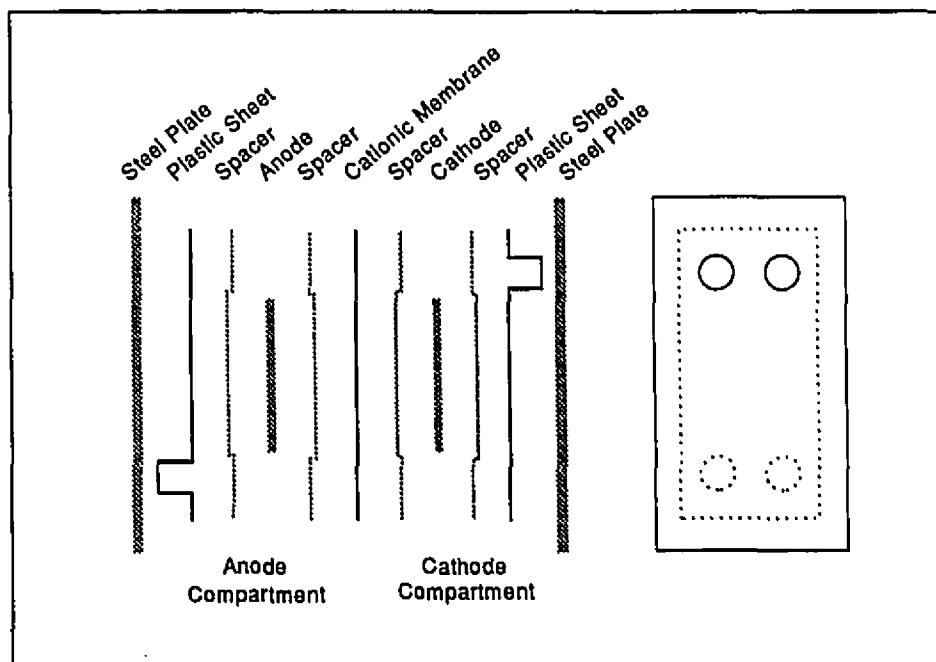 Steel Plate
Plastic Sheet
Spacer
Anode
Spacer
Cationic Membrane
Spacer
Cathode
Spacer
Plastic Sheet
Steel Plate
Anode
Compartment
Cathode
Compartment